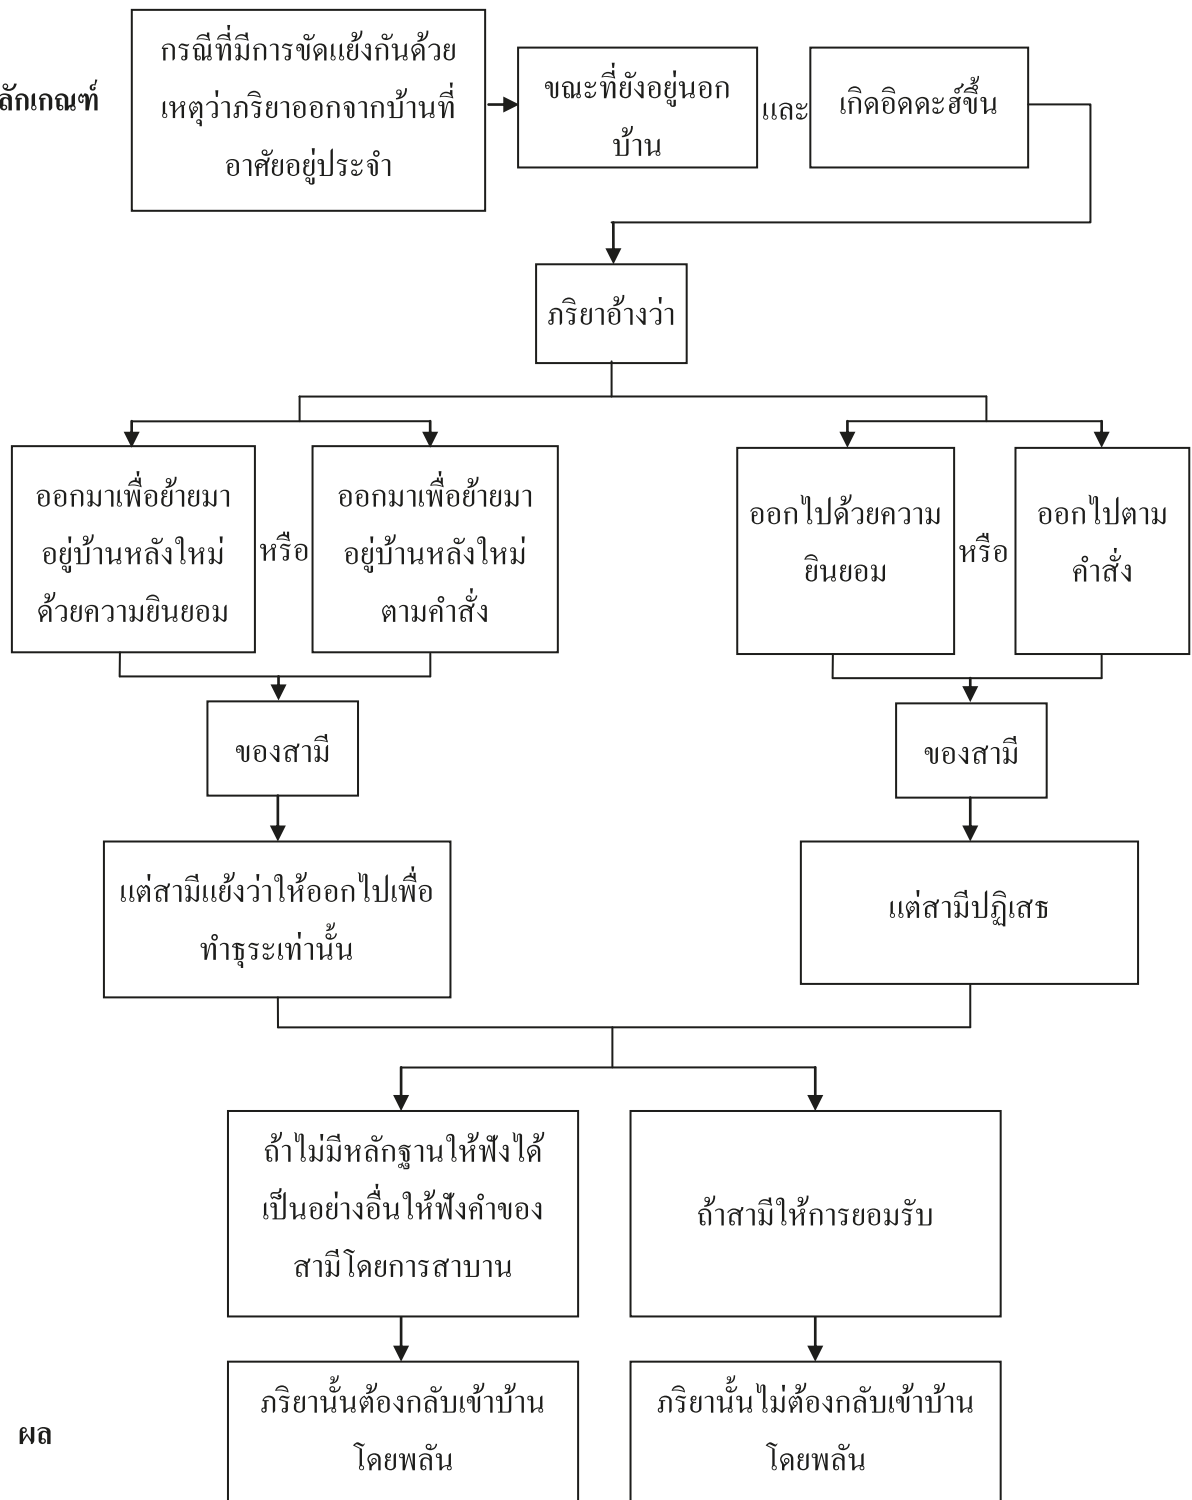 ลักเกณฑ์
กรณีที่มีการขัดแย้งกันด้วย
เหตุว่าภริยาออกจากบ้านที่
อาศัยอยู่ประจำ
ขณะที่ยังอยู่นอก
บ้าน
และ
เกิดอิดดะฮ์ขึ้น
ภริยาอ้างว่า
ออกมาเพื่อย้ายมา
อยู่บ้านหลังใหม่
ด้วยความยินยอม
หรือ
ออกมาเพื่อย้ายมา
อยู่บ้านหลังใหม่
ตามคำสั่ง
ออกไปด้วยความ
ยินยอม
หรือ
ออกไปตาม
คำสั่ง
ของสามี
ของสามี
แต่สามีแย้งว่าให้ออกไปเพื่อ
ทำธุระเท่านั้น
แต่สามีปฏิเสธ
ถ้าไม่มีหลักฐานให้ฟังได้
เป็นอย่างอื่นให้ฟังคำของ
สามีโดยการสาบาน
ถ้าสามีให้การยอมรับ
ผล
ภริยานั้นต้องกลับเข้าบ้าน
โดยพลัน
ภริยานั้นไม่ต้องกลับเข้าบ้าน
โดยพลัน